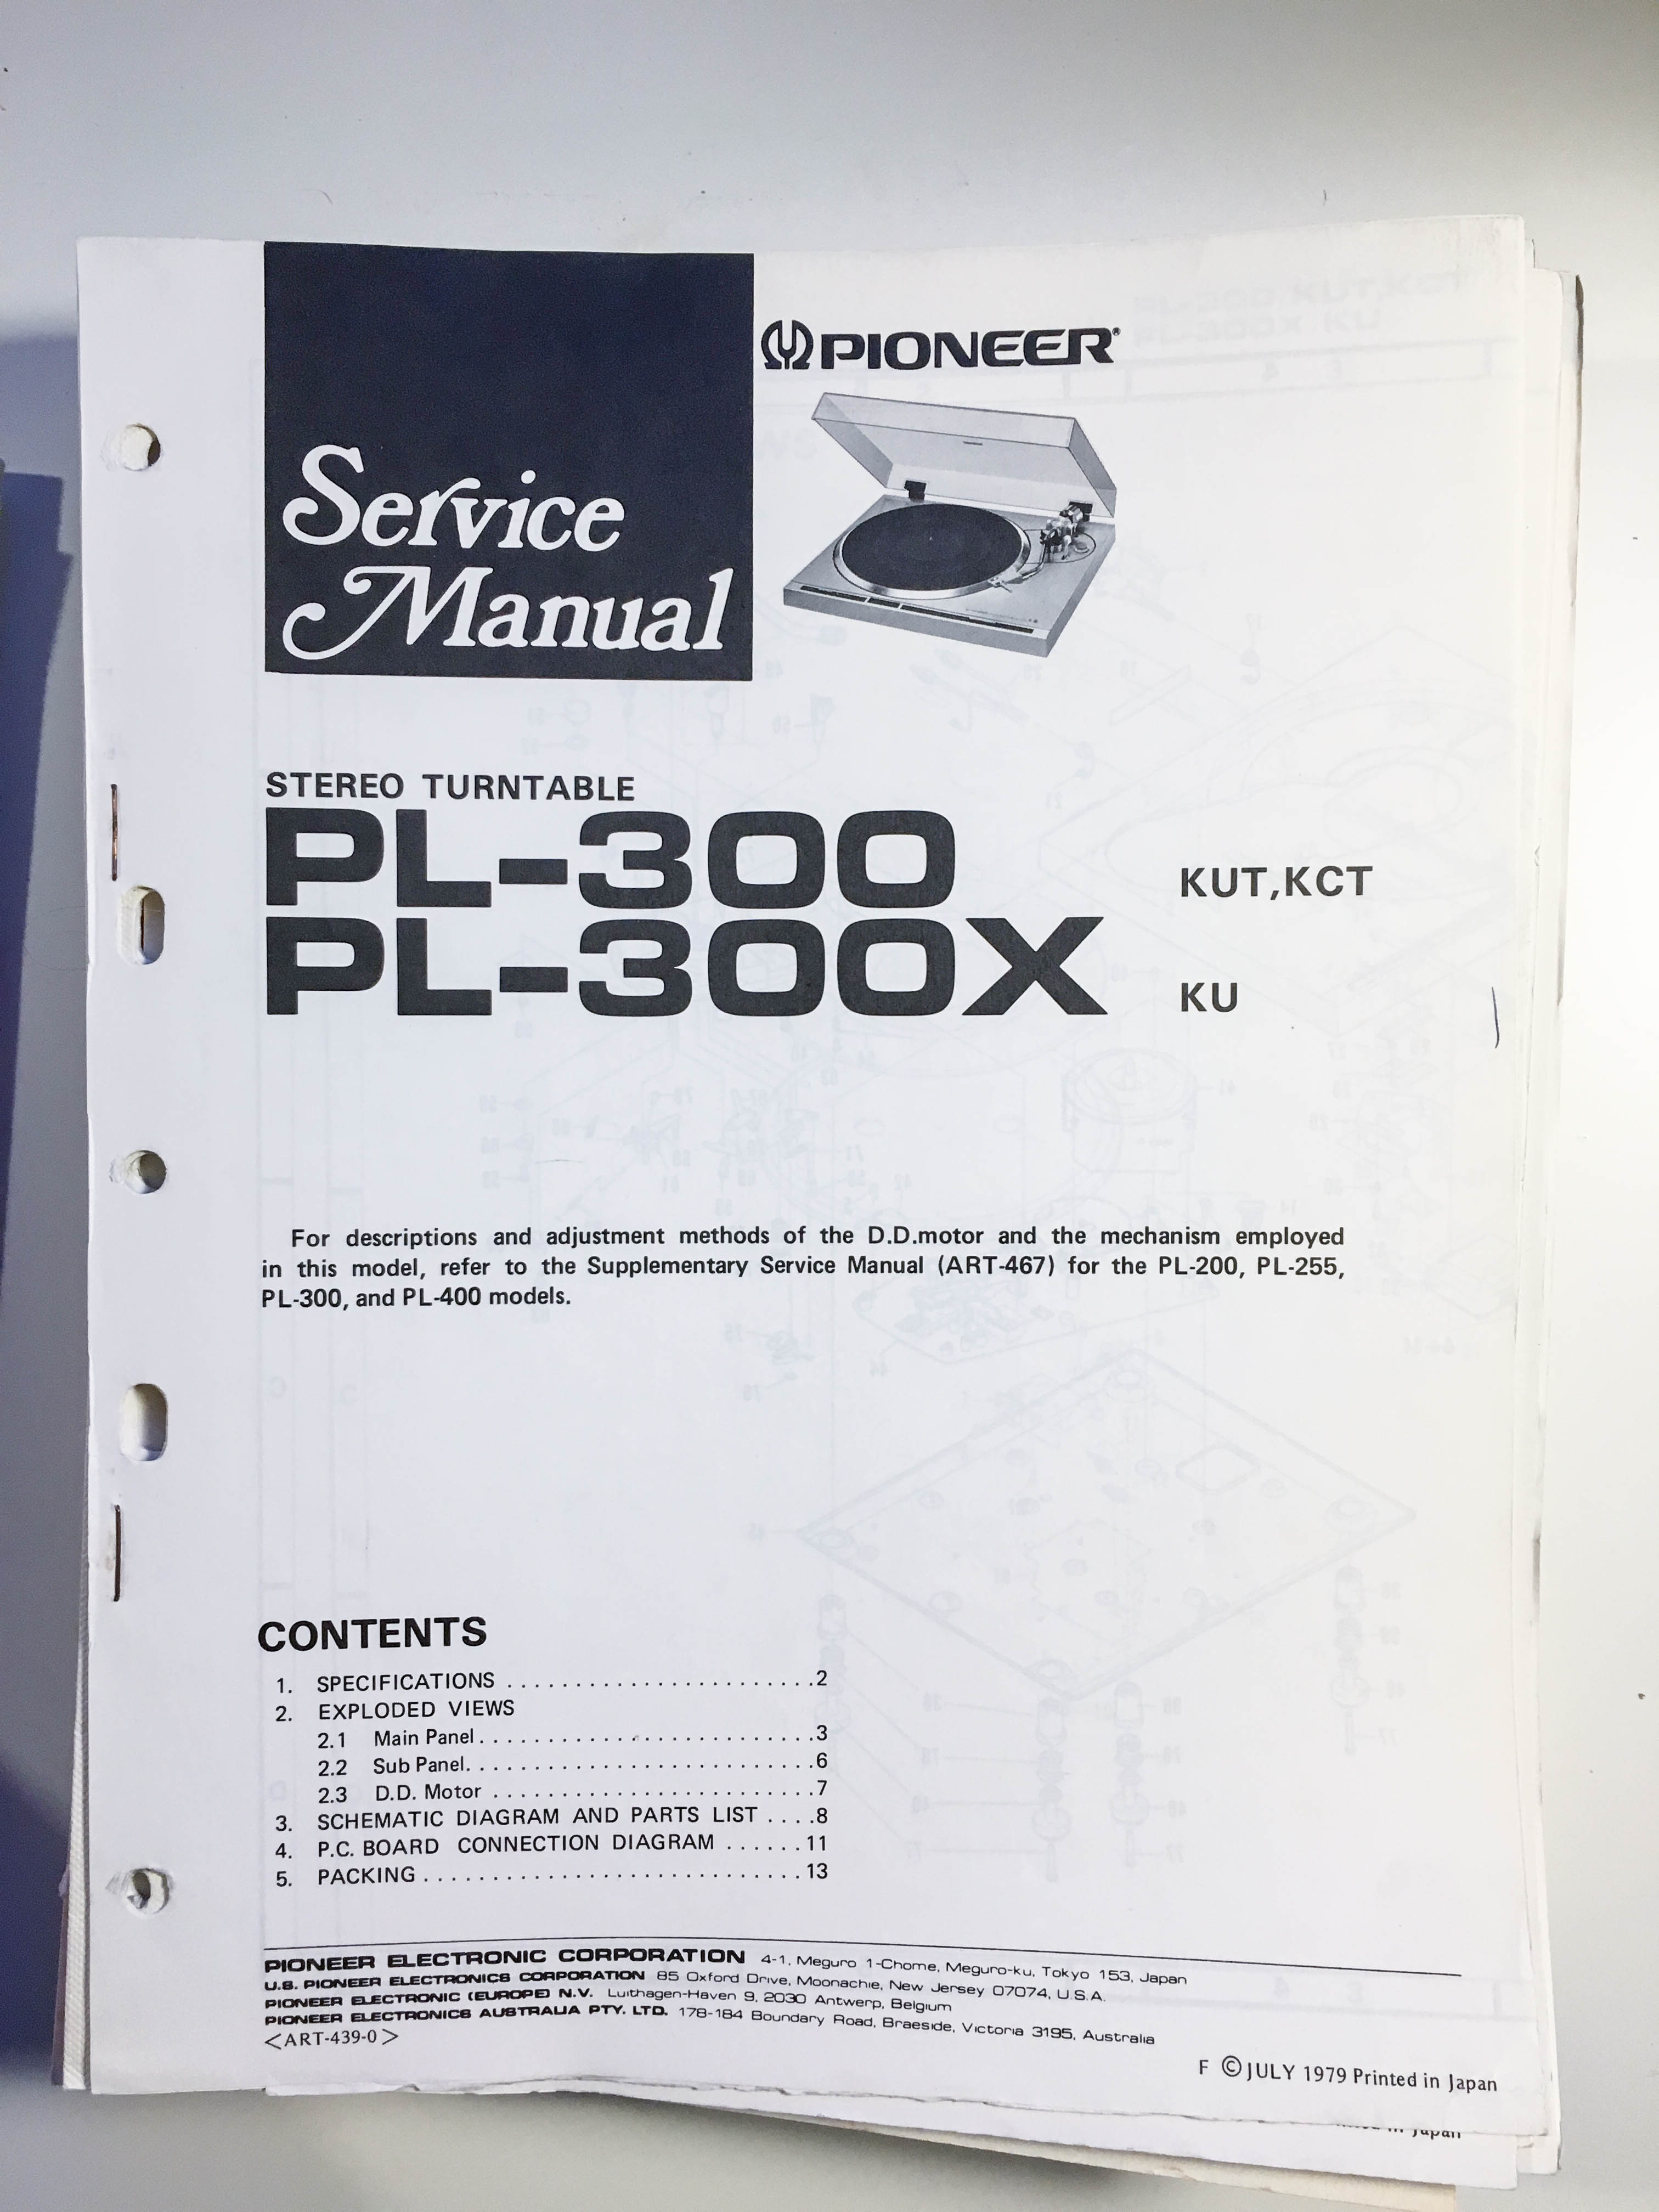 PIONEER®
Service
Manual
STEREO TURNTABLE
PL-300 KUT,KCT
PL-300X KU
For descriptions and adjustment methods of the D.D.motor and the mechanism employed
in this model, refer to the Supplementary Service Manual (ART-467) for the PL-200, PL-255,
PL-300, and PL-400 models.
CONTENTS
1. SPECIFICATIONS . . . . . . . . . . . . . . . . . . . . . . . 2
2. EXPLODED VIEWS
2.1 Main Panel . . . . . . . . . . . . . . . . . . . . . . . . . 3
2.2 Sub Panel. . . . . . . . . . . . . . . . . . . . . . . . . . 6
2.3 D.D. Motor . . . . . . . . . . . . . . . . . . . . . . . . 7
3. SCHEMATIC DIAGRAM AND PARTS LIST . . . . 8
4. P.C. BOARD CONNECTION DIAGRAM . . . . . . 11
5. PACKING . . . . . . . . . . . . . . . . . . . . . . . . . . . . 13
PIONEER ELECTRONIC CORPORATION 4-1, Meguro 1-Chome, Meguro-ku, Tokyo 153, Japan
U.S. PIONEER ELECTRONICS CORPORATION 85 Oxford Drive, Moonachie, New Jersey 07074, U.S.A.
PIONEER ELECTRONIC (EUROPE) N.V. Luithagen-Haven 9, 2030 Antwerp, Belgium
PIONEER ELECTRONICS AUSTRALIA PTY. LTD. 178-184 Boundary Road, Braeside, Victoria 3195, Australia
<ART-439-0>
F ©JULY 1979 Printed in Japan
in Japan